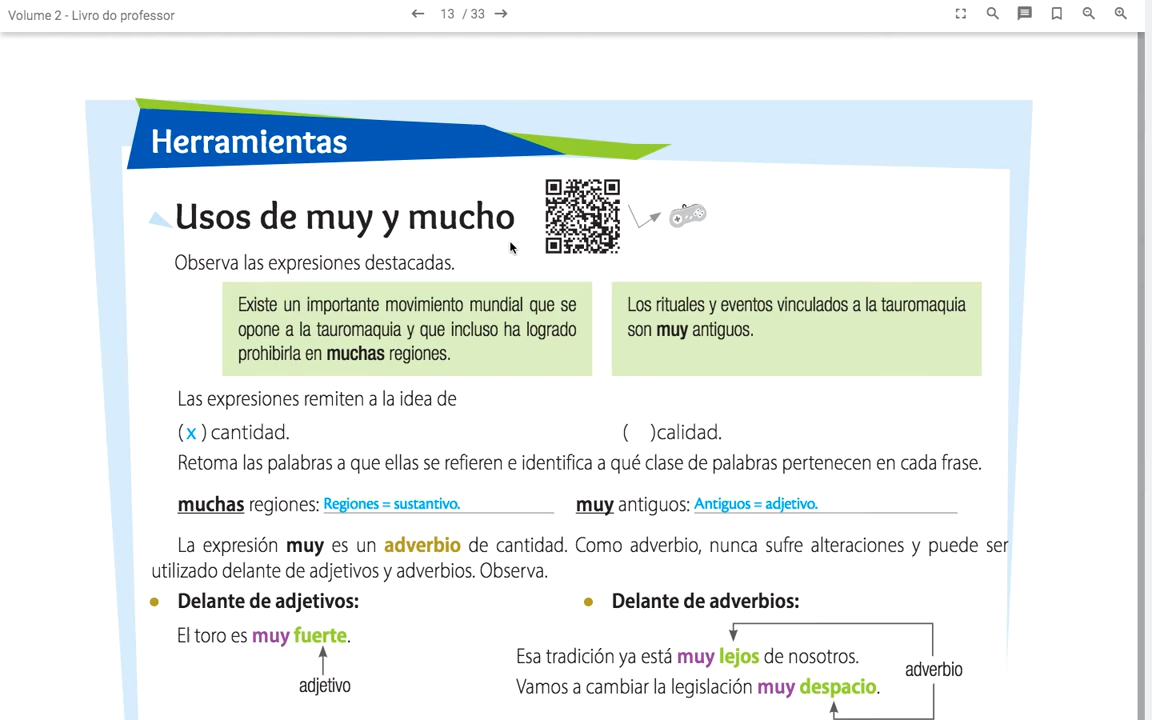 Volume 2 - Livro do professor
13 / 33
Herramientas
Usos de muy y mucho
Observa las expresiones destacadas.
Existe un importante movimiento mundial que se
opone a la tauromaquia y que incluso ha logrado
prohibirla en muchas regiones.
Los rituales y eventos vinculados a la tauromaquia
son muy antiguos.
Las expresiones remiten a la idea de
( x ) cantidad.
( ) calidad.
Retoma las palabras a que ellas se refieren e identifica a qué clase de palabras pertenecen en cada frase.
muchas regiones: Regiones = sustantivo.
muy antiguos: Antiguos = adjetivo.
La expresión muy es un adverbio de cantidad. Como adverbio, nunca sufre alteraciones y puede ser
utilizado delante de adjetivos y adverbios. Observa.
• Delante de adjetivos:
El toro es muy fuerte.
adjetivo
• Delante de adverbios:
Esa tradición ya está muy lejos de nosotros.
adverbio
Vamos a cambiar la legislación muy despacio.